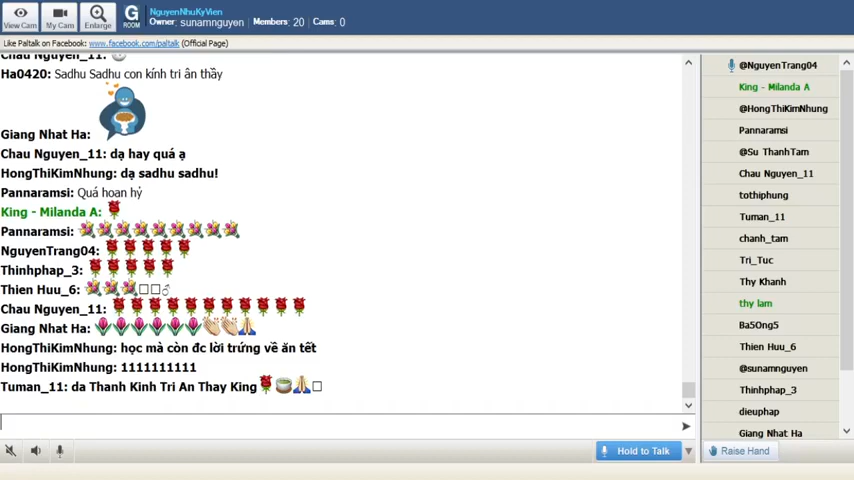 View Cam
My Cam
Enlarge
G
ROOM
NguyenNhuKyVien
Owner: sunamnguyen Members: 20 Cams: 0
Like Paltalk on Facebook: www.facebook.com/paltalk (Official Page)
Chau Nguyen_11:
Ha0420: Sadhu Sadhu con kính tri ân thầy
Giang Nhat Ha:
Chau Nguyen_11: dạ hay quá ạ
HongThiKimNhung: dạ sadhu sadhu!
Pannaramsi: Quá hoan hỷ
King - Milanda A: 🌹
Pannaramsi: 💐💐💐💐💐💐💐💐💐
NguyenTrang04: 🌹🌹🌹🌹🌹
Thinhphap_3: 🌹🌹🌹🌹🌹
Thien Huu_6: 💐💐💐□□♂
Chau Nguyen_11: 🌹🌹🌹🌹🌹🌹🌹🌹🌹🌹🌹
Giang Nhat Ha: 🌷🌷🌷🌷🌷🌷👏🏻👏🏻🙏
HongThiKimNhung: học mà còn đc lời trứng về ăn tết
HongThiKimNhung: 1111111111
Tuman_11: da Thanh Kinh Tri An Thay King🌹🍵🙏□
Hold to Talk
@NguyenTrang04
King - Milanda A
@HongThiKimNhung
Pannaramsi
@Su ThanhTam
Chau Nguyen_11
tothiphung
Tuman_11
chanh_tam
Tri_Tuc
Thy Khanh
thy lam
Ba5Ong5
Thien Huu_6
@sunamnguyen
Thinhphap_3
dieuphap
Giang Nhat Ha
Raise Hand